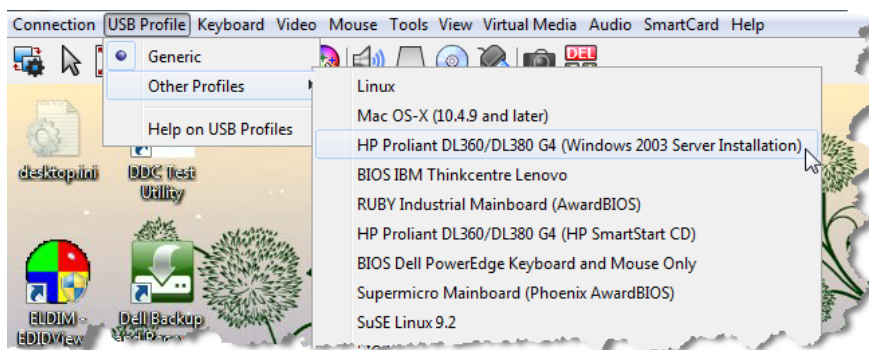 Connection USB Profile Keyboard Video Mouse Tools View Virtual Media Audio SmartCard Help
DEL
Generic
Other Profiles
Help on USB Profiles
Linux
Mac OS-X (10.4.9 and later)
HP Proliant DL360/DL380 G4 (Windows 2003 Server Installation)
BIOS IBM Thinkcentre Lenovo
RUBY Industrial Mainboard (AwardBIOS)
HP Proliant DL360/DL380 G4 (HP SmartStart CD)
BIOS Dell PowerEdge Keyboard and Mouse Only
Supermicro Mainboard (Phoenix AwardBIOS)
SuSE Linux 9.2
desktop.ini
DDC Test
Utility
ELDIM -
EDIDView
Dell Backup
and